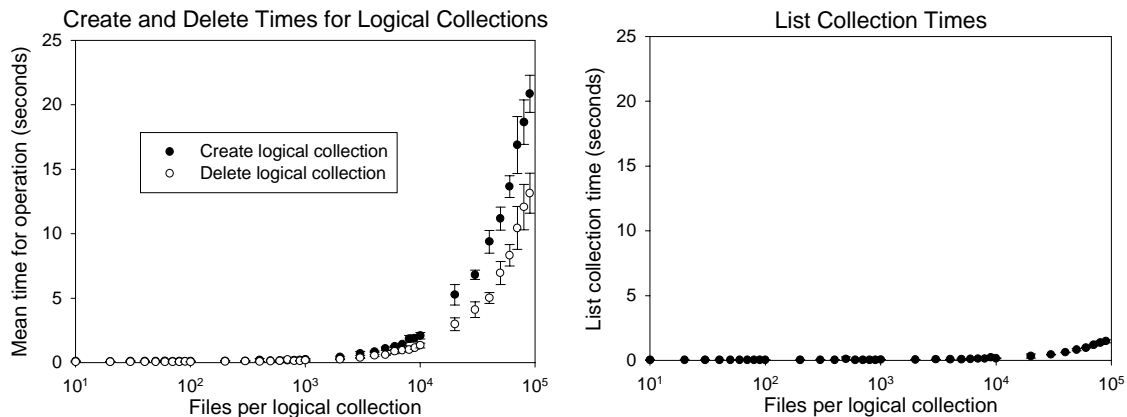 Create and Delete Times for Logical Collections
25
20
15
10
5
0
Mean time for operation (seconds)
Create logical collection
Delete logical collection
10¹ 10² 10³ 10⁴ 10⁵
Files per logical collection
List Collection Times
25
20
15
10
5
0
List collection time (seconds)
10¹ 10² 10³ 10⁴ 10⁵
Files per logical collection